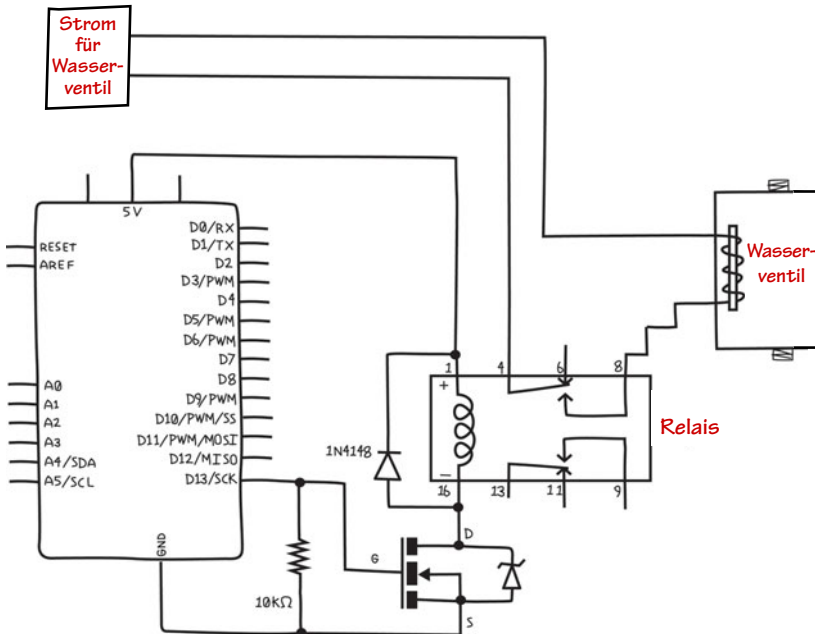 Strom
für
Wasser-
ventil
5V
RESET
AREF
D0/RX
D1/TX
D2
D3/PWM
D4
D5/PWM
D6/PWM
D7
D8
D9/PWM
D10/PWM/SS
D11/PWM/MOSI
D12/MISO
D13/SCK
A0
A1
A2
A3
A4/SDA
A5/SCL
GND
10KΩ
1N4148
1 4 6 8
+
−
16 13 11 9
Relais
Wasser-
ventil
G
D
S